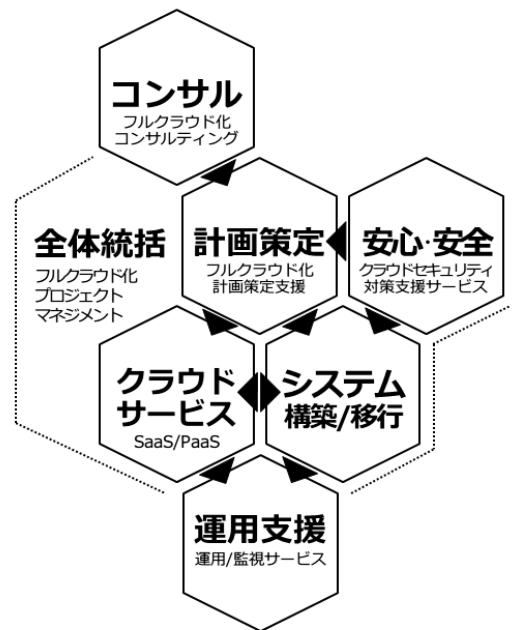 コンサル
フルクラウド化
コンサルティング
全体統括
フルクラウド化
プロジェクト
マネジメント
計画策定
フルクラウド化
計画策定支援
安心・安全
クラウドセキュリティ
対策支援サービス
クラウド
サービス
SaaS/PaaS
システム
構築/移行
運用支援
運用/監視サービス